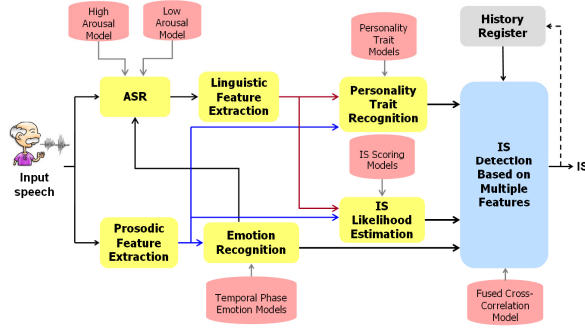 High Arousal
Model
Low
Arousal
Model
Personality
Trait
Models
History
Register
ASR
Linguistic
Feature
Extraction
Personality
Trait
Recognition
IS
Detection
Based on
Multiple
Features
IS
Input
speech
IS Scoring
Models
Prosodic
Feature
Extraction
Emotion
Recognition
IS
Likelihood
Estimation
Temporal Phase
Emotion Models
Fused Cross-
Correlation
Model